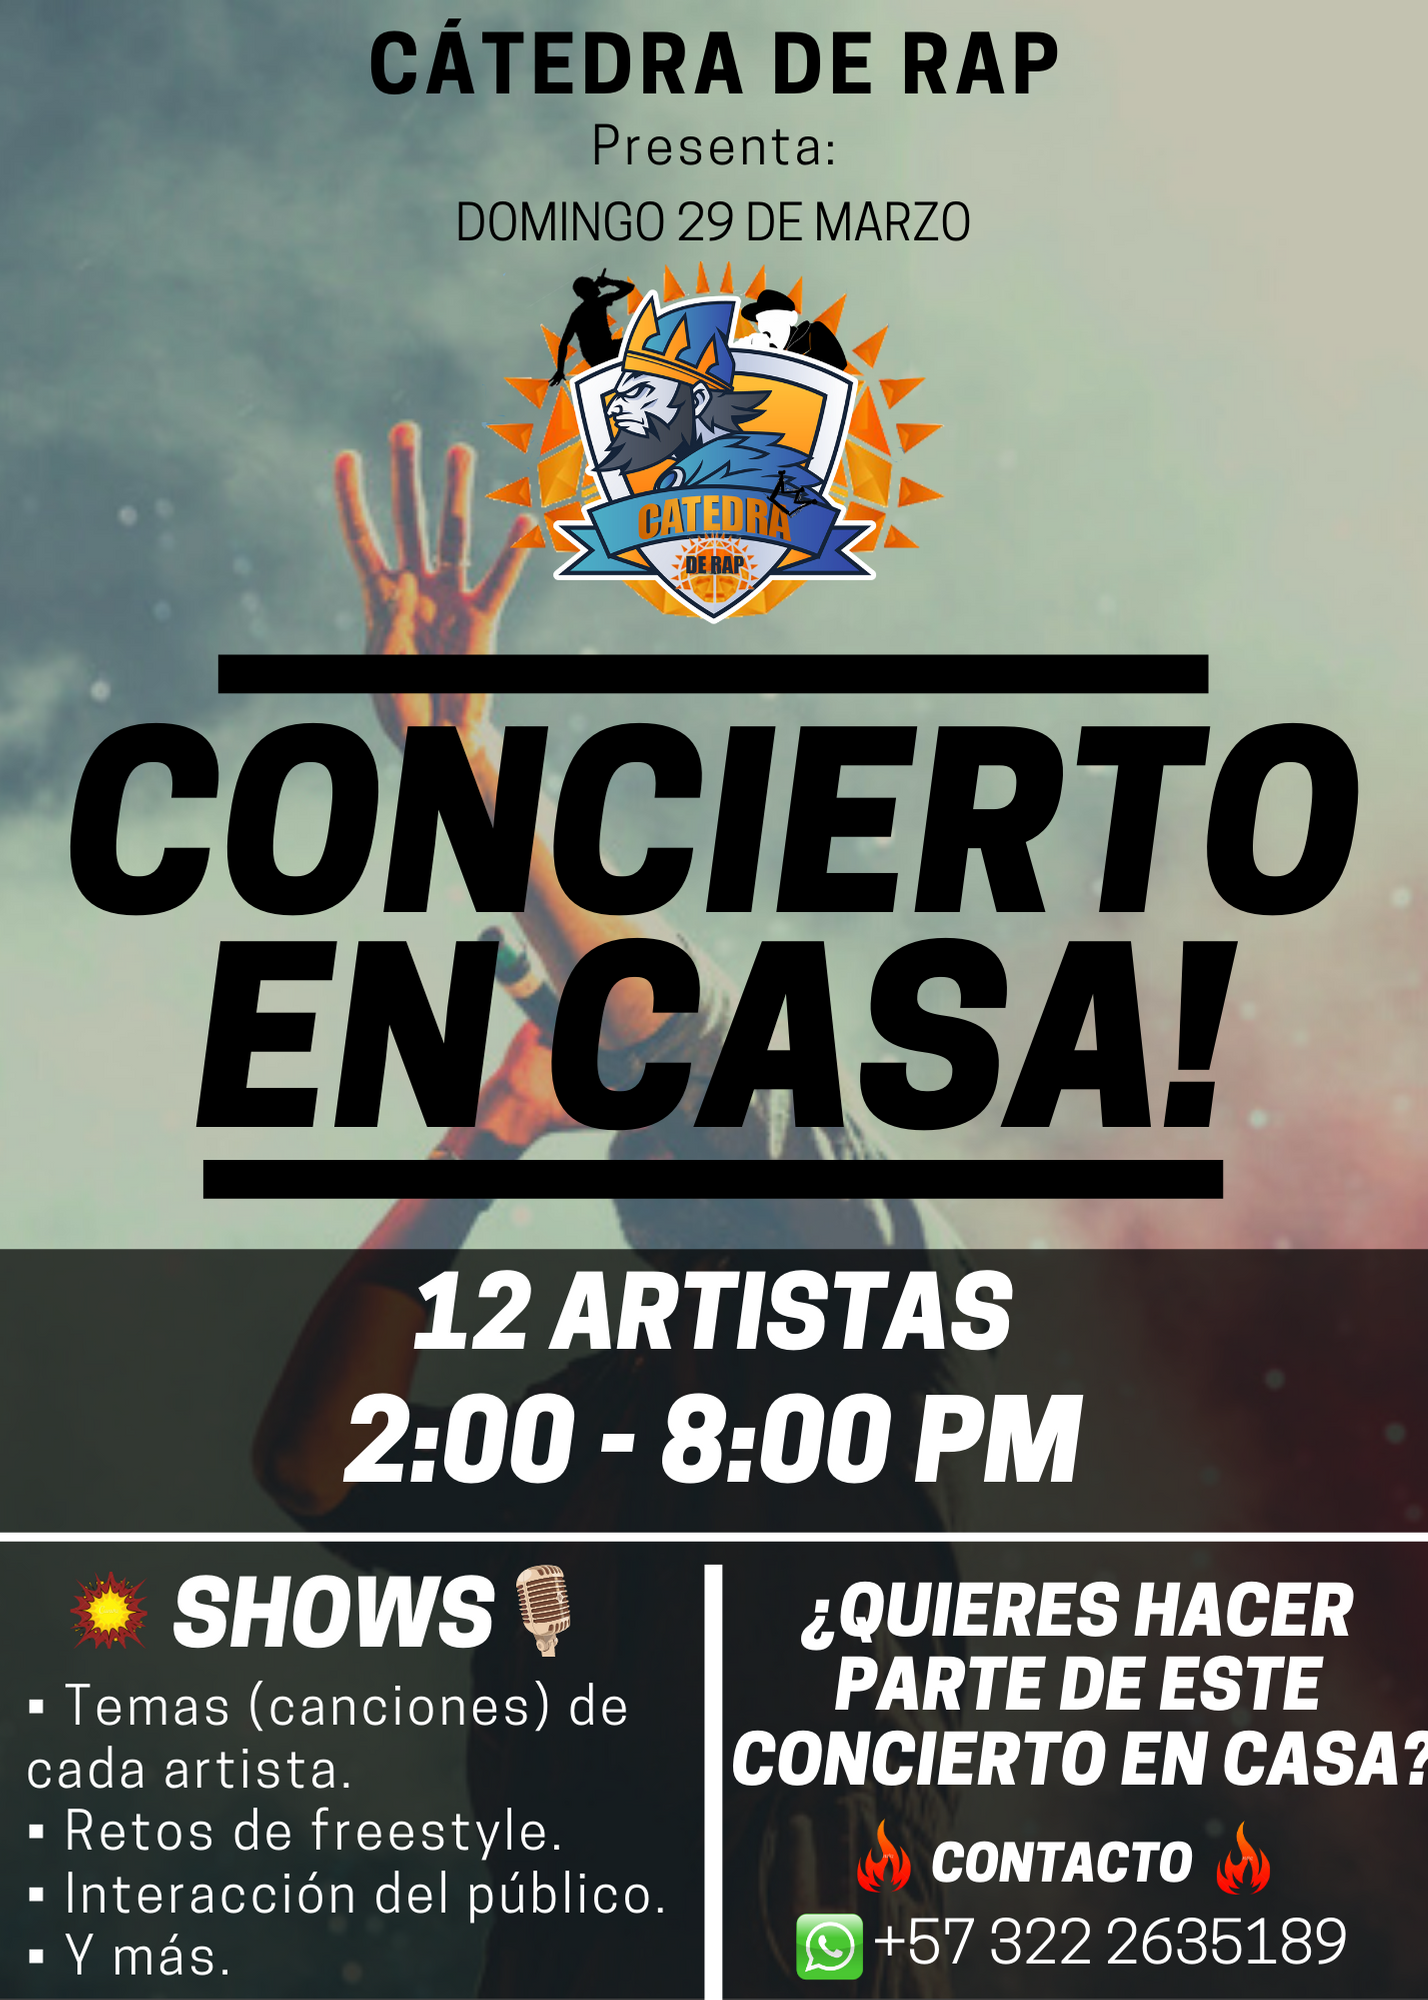 CÁTEDRA DE RAP
Presenta:
DOMINGO 29 DE MARZO
CATEDRA
DE RAP
CONCIERTO
EN CASA!
12 ARTISTAS
2:00 - 8:00 PM
SHOWS
▪ Temas (canciones) de
cada artista.
▪ Retos de freestyle.
▪ Interacción del público.
▪ Y más.
¿QUIERES HACER
PARTE DE ESTE
CONCIERTO EN CASA?
CONTACTO
+57 322 2635189